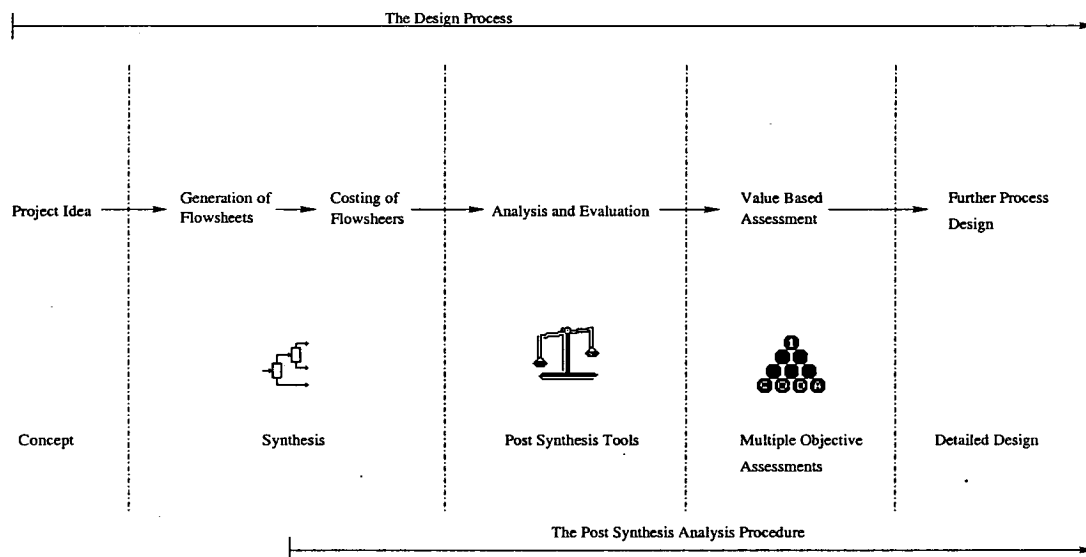 The Design Process
Project Idea
Generation of
Flowsheets
Costing of
Flowsheers
Analysis and Evaluation
Value Based
Assessment
Further Process
Design
1
Concept
Synthesis
Post Synthesis Tools
Multiple Objective
Assessments
Detailed Design
The Post Synthesis Analysis Procedure